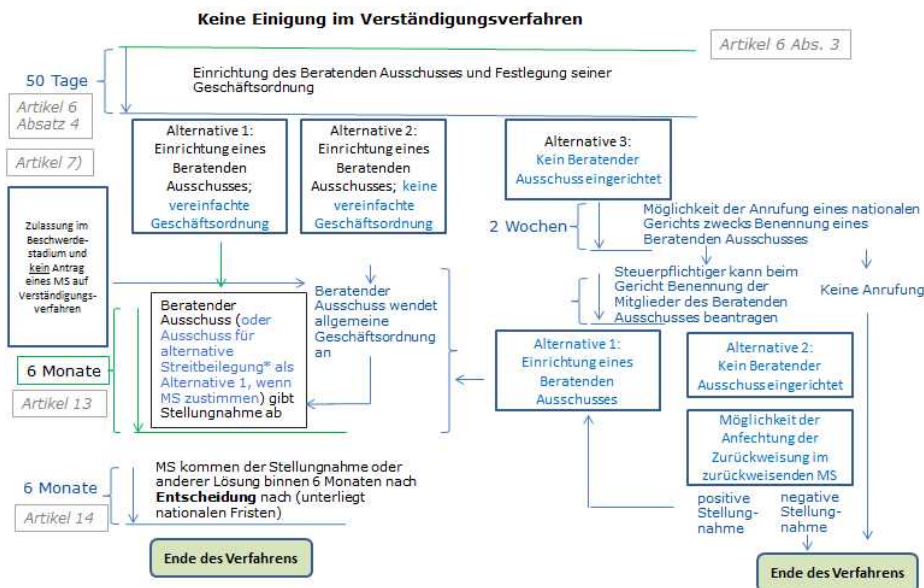 Keine Einigung im Verständigungsverfahren
Artikel 6 Abs. 3
50 Tage
Einrichtung des Beratenden Ausschusses und Festlegung seiner
Geschäftsordnung
Artikel 6
Absatz 4
Artikel 7)
Alternative 1:
Einrichtung eines
Beratenden
Ausschusses;
vereinfachte
Geschäftsordnung
Alternative 2:
Einrichtung eines
Beratenden
Ausschusses; keine
vereinfachte
Geschäftsordnung
Alternative 3:
Kein Beratender
Ausschuss eingerichtet
Zulassung im
Beschwerde-
stadium und
kein Antrag
eines MS auf
Verständigungs-
verfahren
2 Wochen
Möglichkeit der Anrufung eines nationalen
Gerichts zwecks Benennung eines
Beratenden Ausschusses
Steuerpflichtiger kann beim
Gericht Benennung der
Mitglieder des Beratenden
Ausschusses beantragen
Keine Anrufung
Beratender
Ausschuss (oder
Ausschuss für
alternative
Streitbeilegung* als
Alternative 1, wenn
MS zustimmen) gibt
Stellungnahme ab
Beratender
Ausschuss wendet
allgemeine
Geschäftsordnung
an
6 Monate
Artikel 13
Alternative 1:
Einrichtung eines
Beratenden
Ausschusses
Alternative 2:
Kein Beratender
Ausschuss eingerichtet
Möglichkeit der
Anfechtung der
Zurückweisung im
zurückweisenden MS
6 Monate
Artikel 14
MS kommen der Stellungnahme oder
anderer Lösung binnen 6 Monaten nach
Entscheidung nach (unterliegt
nationalen Fristen)
positive
Stellung-
nahme
negative
Stellung-
nahme
Ende des Verfahrens
Ende des Verfahrens